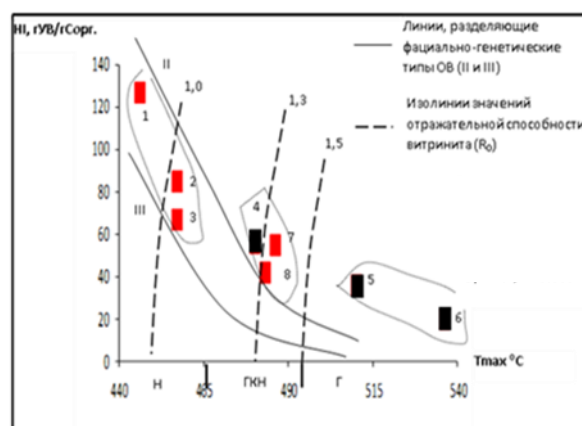 HI, гУВ/гСорг.
Линии, разделяющие
фациально-генетические
типы ОВ (II и III)
Изолинии значений
отражательной способности
витринита (R₀)
140
120
100
80
60
40
20
0
II
III
1,0
1,3
1,5
1
2
3
4
7
8
5
6
Tmax ⁰C
440
465
490
515
540
Н
ГКН
Г